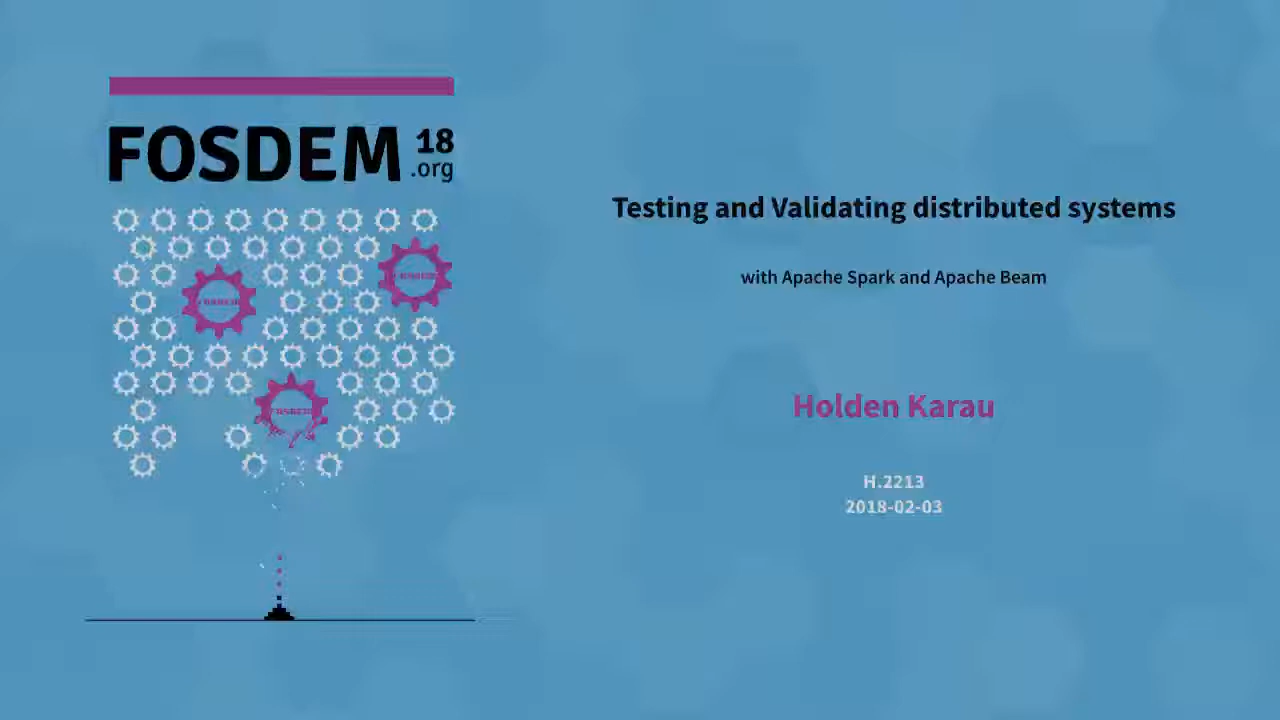 FOSDEM 18
.org
Testing and Validating distributed systems
with Apache Spark and Apache Beam
Holden Karau
H.2213
2018-02-03